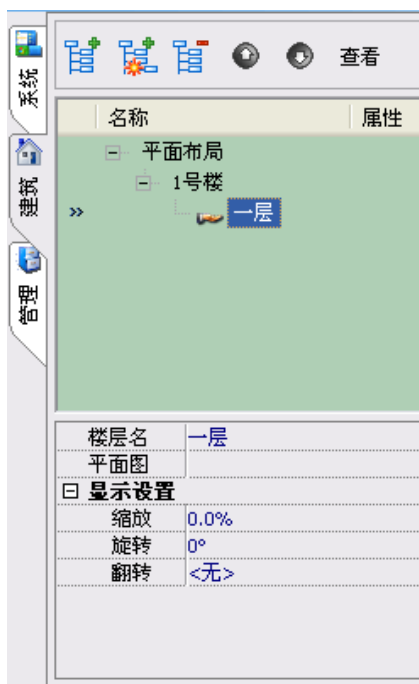 系统
建筑
管理
查看
名称 属性
平面布局
1号楼
一层
楼层名 一层
平面图
显示设置
缩放 0.0%
旋转 0°
翻转 <无>